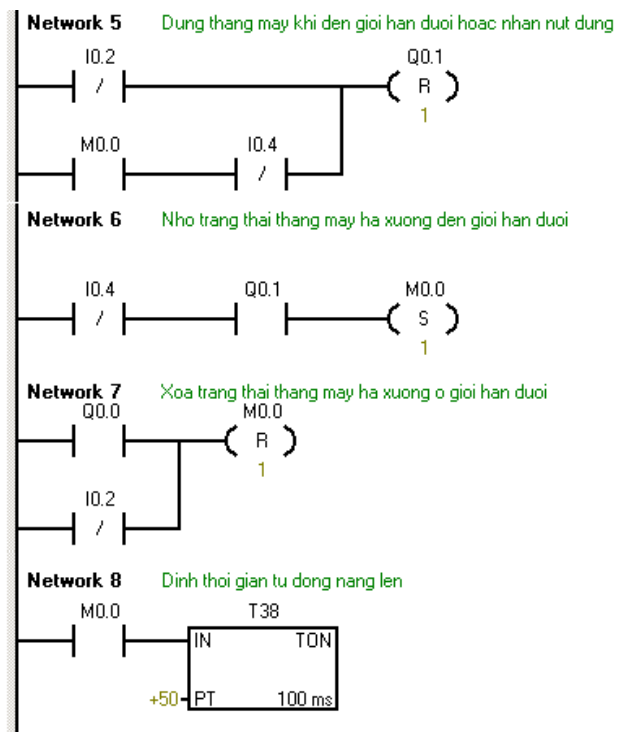 Network 5 Dung thang may khi den gioi han duoi hoac nhan nut dung
I0.2 Q0.1
/ R
1
M0.0 I0.4
/
Network 6 Nho trang thai thang may ha xuong den gioi han duoi
I0.4 Q0.1 M0.0
/ S
1
Network 7 Xoa trang thai thang may ha xuong o gioi han duoi
Q0.0 M0.0
R
1
I0.2
/
Network 8 Dinh thoi gian tu dong nang len
M0.0 T38
IN TON
+50 PT 100 ms